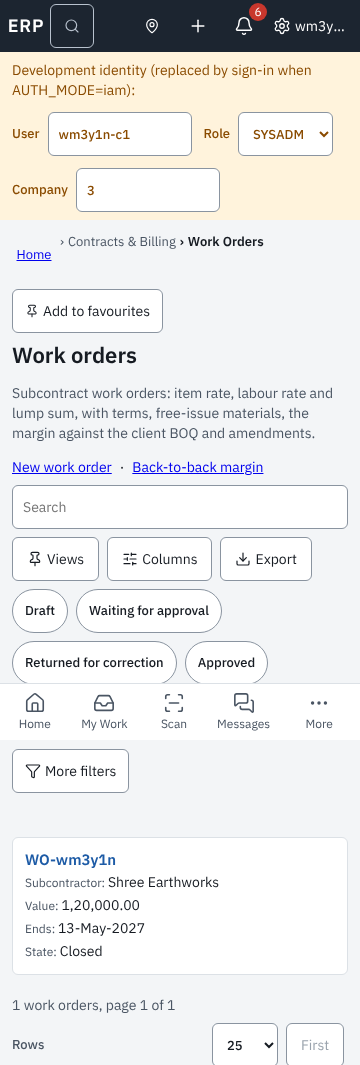 ERP 6 wm3y...
Development identity (replaced by sign-in when
AUTH_MODE=iam):
User wm3y1n-c1 Role SYSADM
Company 3
Home › Contracts & Billing › Work Orders
Add to favourites
Work orders
Subcontract work orders: item rate, labour rate and
lump sum, with terms, free-issue materials, the
margin against the client BOQ and amendments.
New work order · Back-to-back margin
Search
Views Columns Export
Draft Waiting for approval
Returned for correction Approved
Home My Work Scan Messages More
More filters
WO-wm3y1n
Subcontractor: Shree Earthworks
Value: 1,20,000.00
Ends: 13-May-2027
State: Closed
1 work orders, page 1 of 1
Rows 25 First